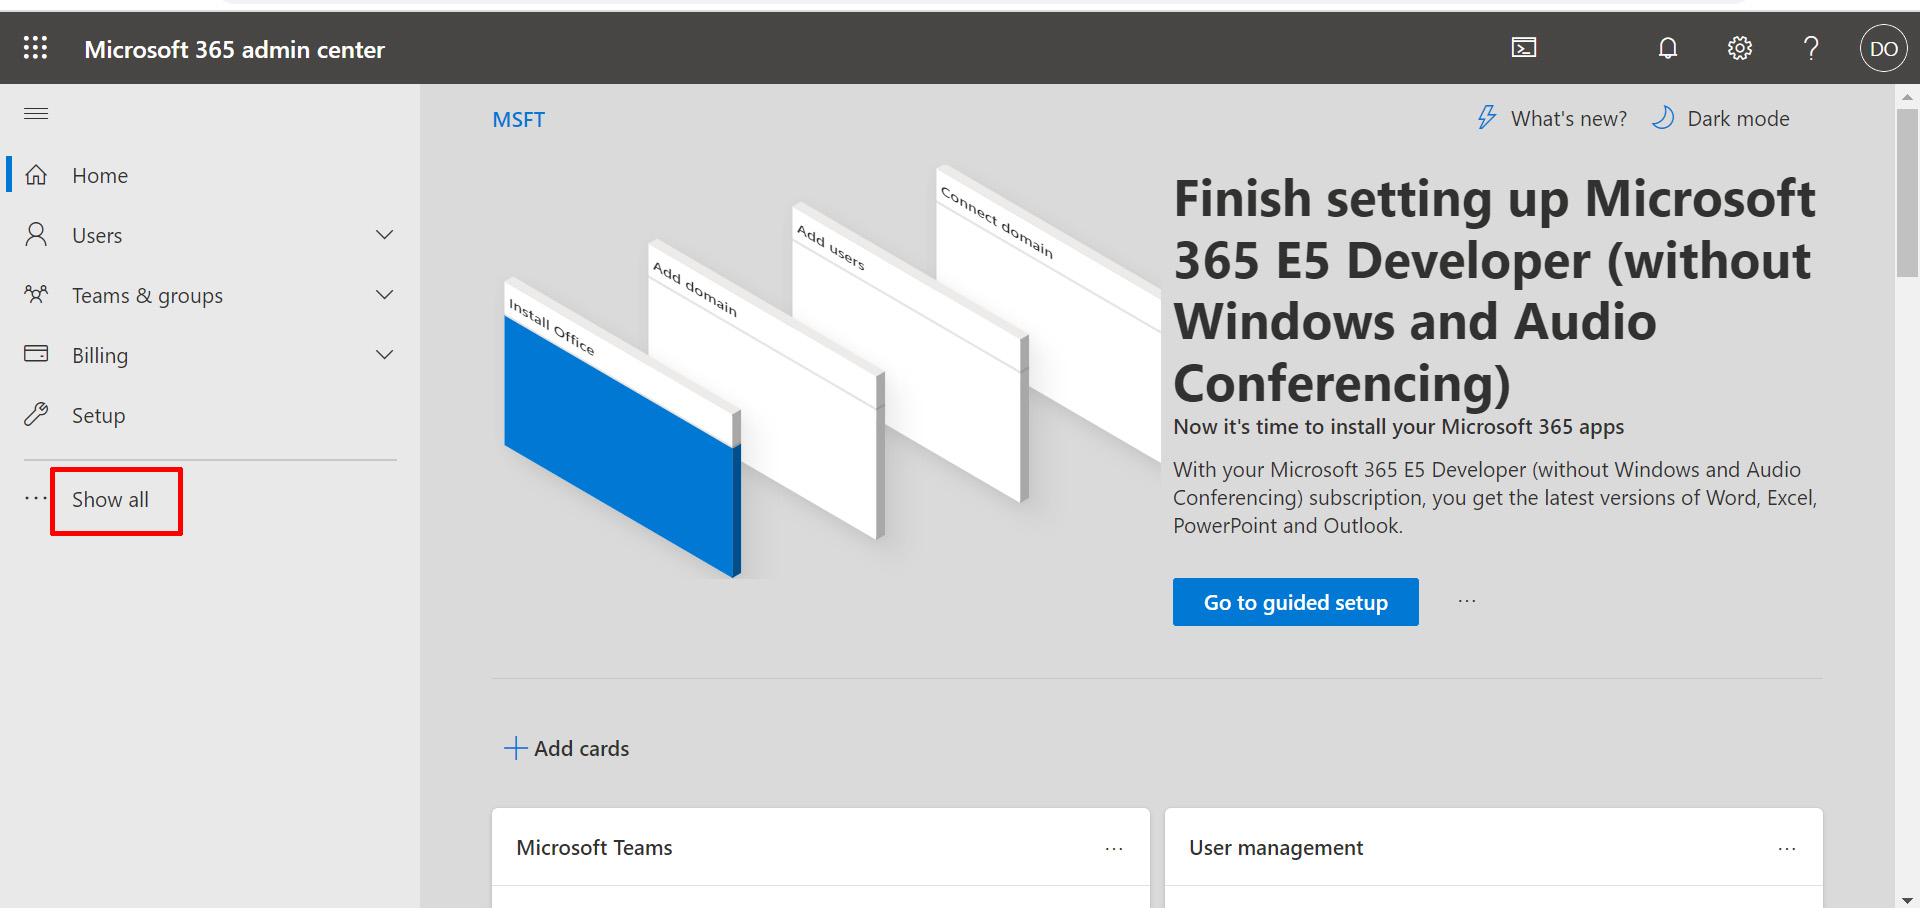 Microsoft 365 admin center
DO
MSFT
What's new?
Dark mode
Home
Users
Teams & groups
Billing
Setup
Show all
Install Office
Add domain
Add users
Connect domain
Finish setting up Microsoft
365 E5 Developer (without
Windows and Audio
Conferencing)
Now it's time to install your Microsoft 365 apps
With your Microsoft 365 E5 Developer (without Windows and Audio
Conferencing) subscription, you get the latest versions of Word, Excel,
PowerPoint and Outlook.
Go to guided setup
Add cards
Microsoft Teams
User management